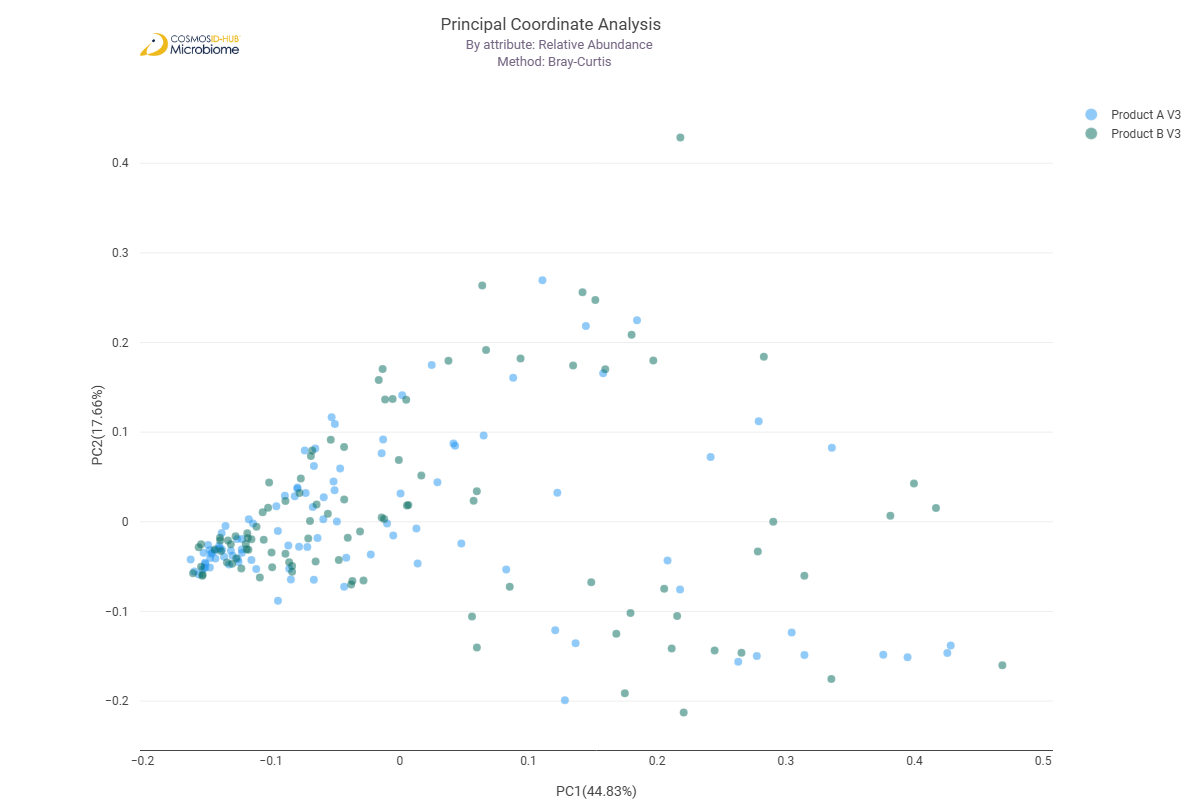 Principal Coordinate Analysis
By attribute: Relative Abundance
Method: Bray-Curtis
COSMOSID-HUB
Microbiome
Product A V3
Product B V3
0.4
0.3
0.2
0.1
0
−0.1
−0.2
PC2(17.66%)
−0.2
−0.1
0
0.1
0.2
0.3
0.4
0.5
PC1(44.83%)